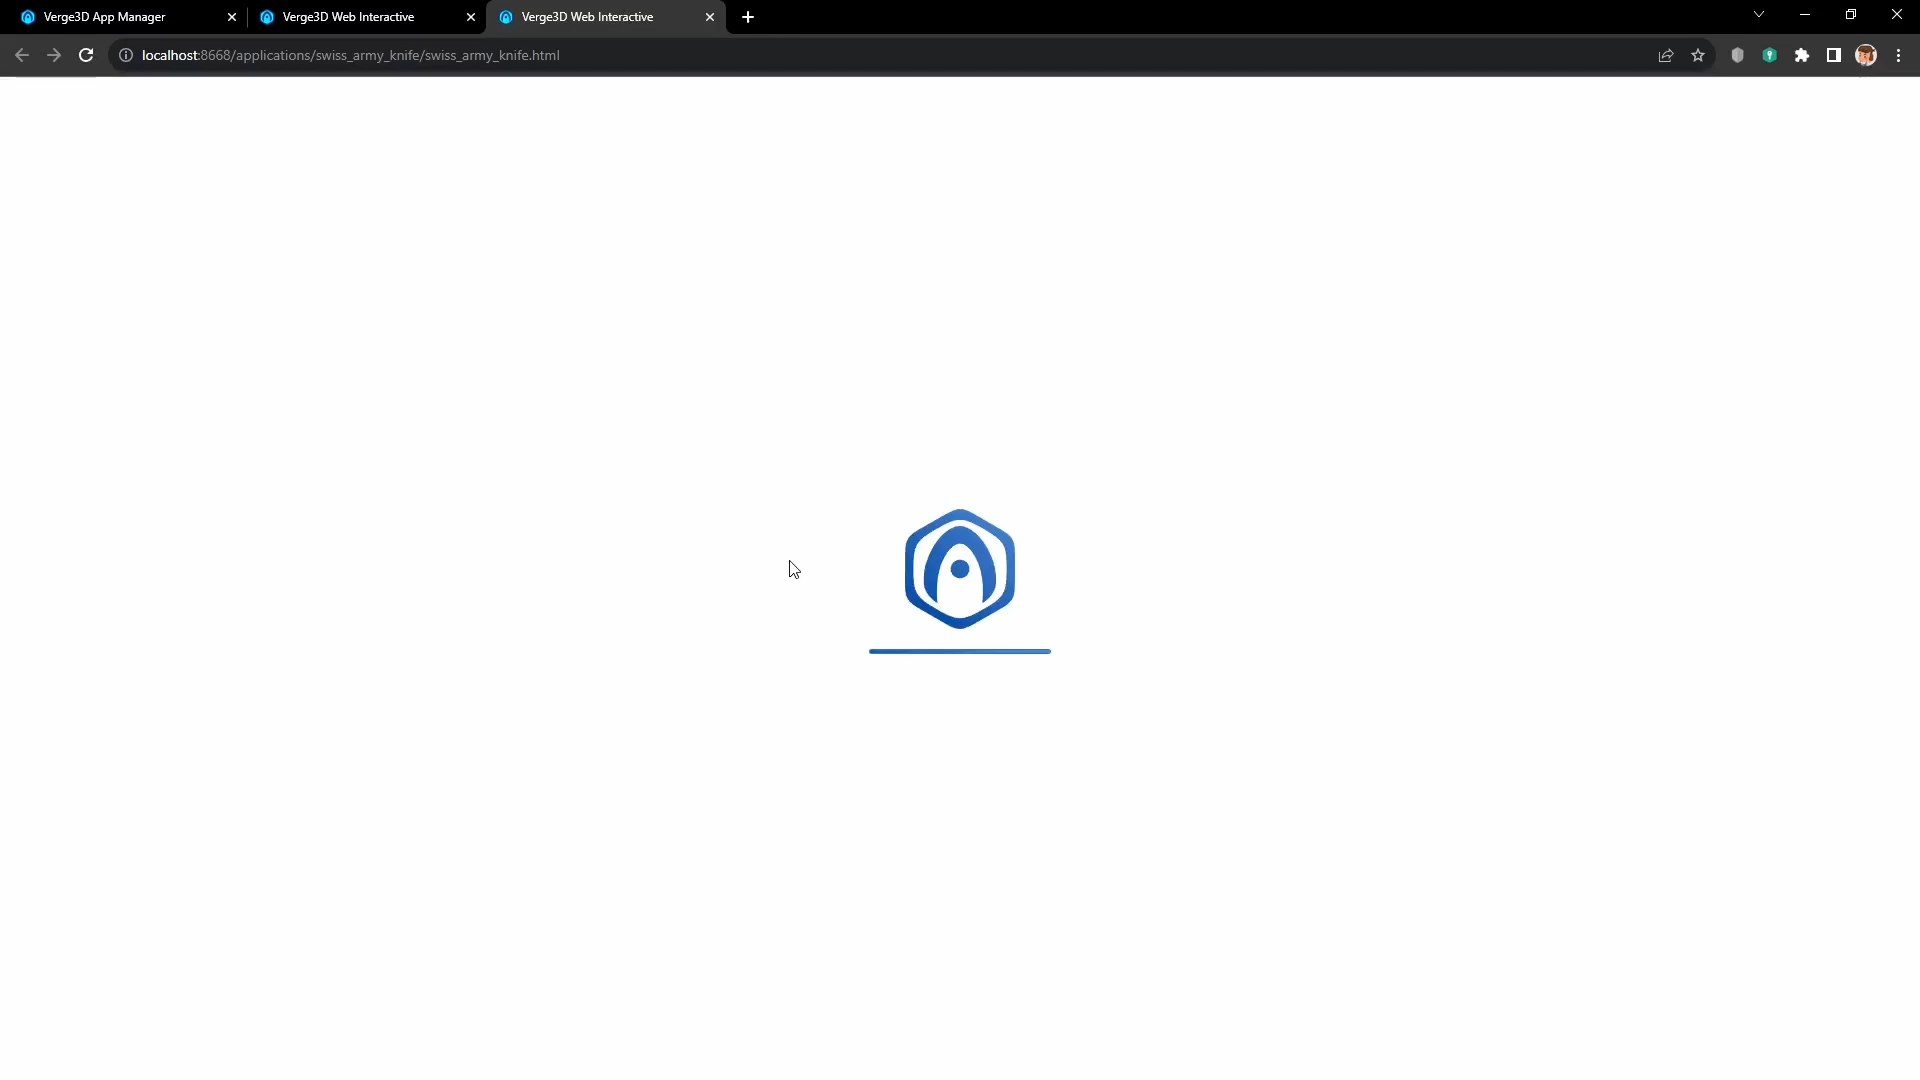 Verge3D App Manager
Verge3D Web Interactive
Verge3D Web Interactive
localhost:8668/applications/swiss_army_knife/swiss_army_knife.html